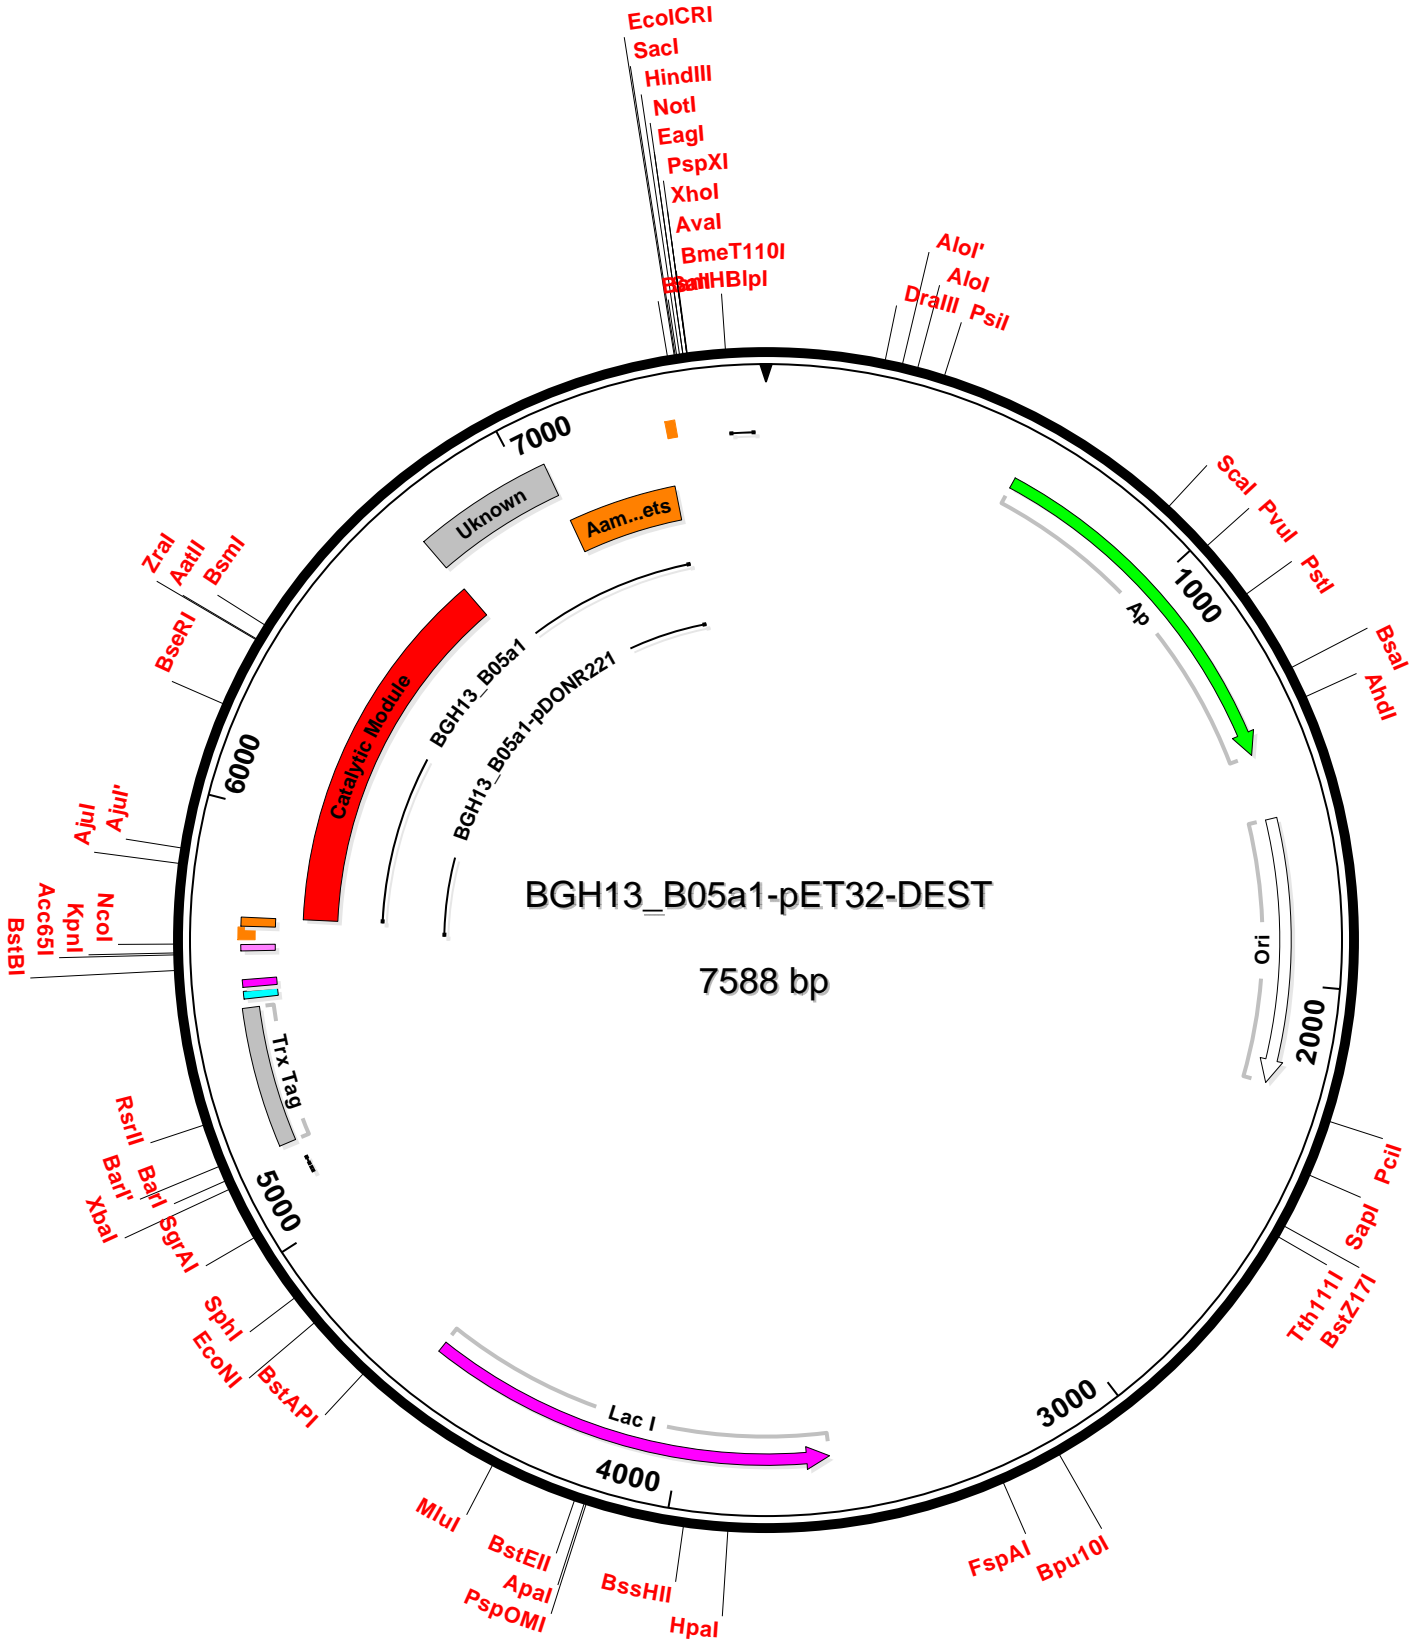 EcoICRI
SacI
HindIII
NotI
EagI
PspXI
XhoI
AvaI
BmeT110I
BamHI
SalI
BlpI
AloI'
AloI
DraIII
PsiI
ScaI
PvuI
PstI
BsaI
AhdI
PciI
SapI
BstZ17I
Tth111I
Bpu10I
FspAI
HpaI
BssHII
PspOMI
ApaI
BstEII
MluI
BstAPI
EcoNI
SphI
SgrAI
XbaI
BarI
BarI'
RsrII
BstBI
Acc65I
KpnI
NcoI
AjuI
AjuI'
BseRI
ZraI
AatII
BsmI
7000
1000
2000
3000
4000
5000
6000
Uknown
Aam...ets
Ap
Catalytic Module
BGH13_B05a1
BGH13_B05a1-pDONR221
Ori
Trx Tag
Lac I
BGH13_B05a1-pET32-DEST
7588 bp